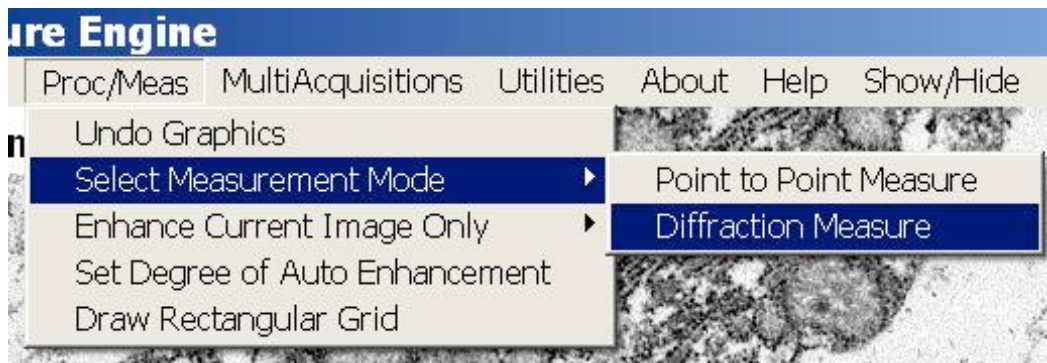 ure Engine
Proc/Meas MultiAcquisitions Utilities About Help Show/Hide
Undo Graphics
Select Measurement Mode
Point to Point Measure
Enhance Current Image Only
Diffraction Measure
Set Degree of Auto Enhancement
Draw Rectangular Grid